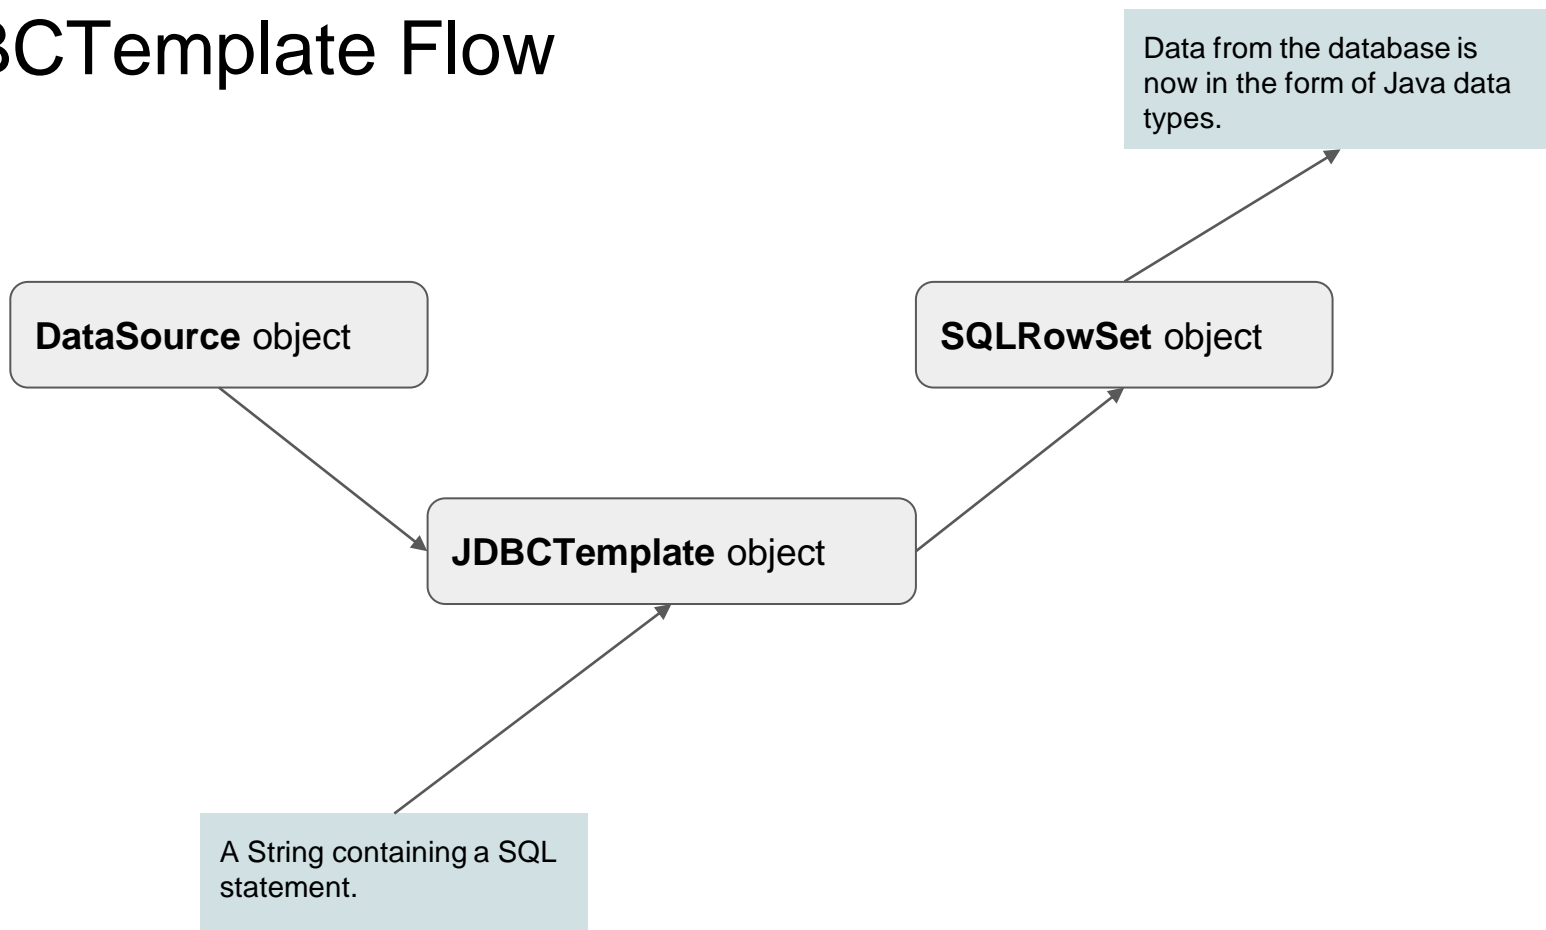 BCTemplate Flow
Data from the database is
now in the form of Java data
types.
DataSource object
SQLRowSet object
JDBCTemplate object
A String containing a SQL
statement.